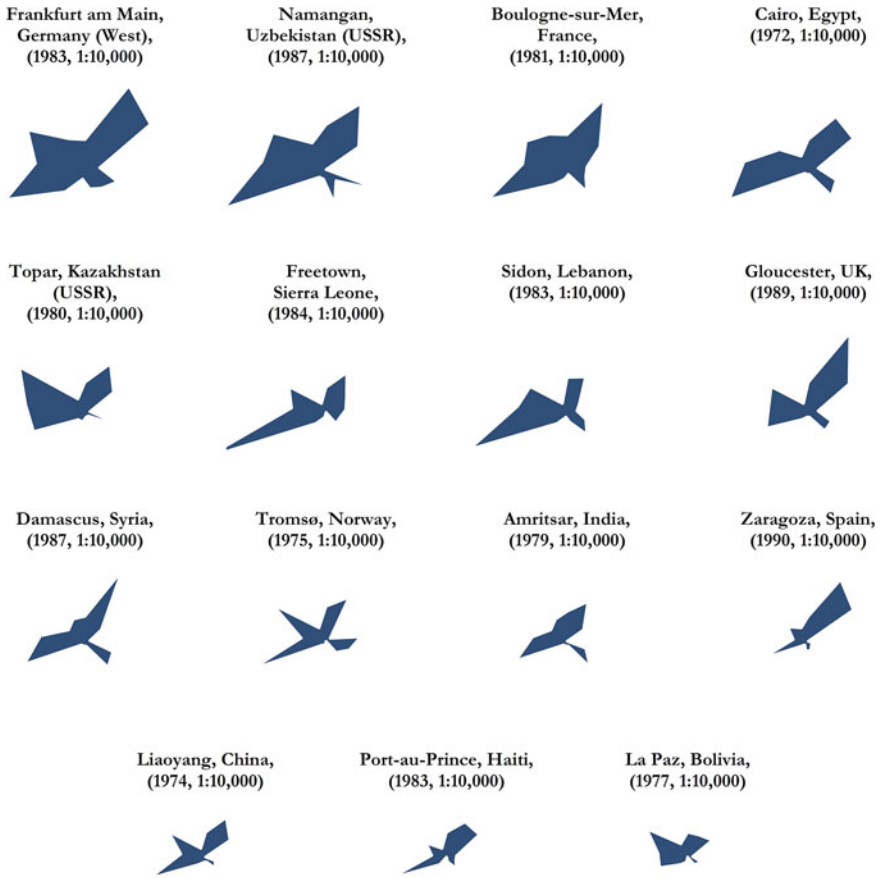 Frankfurt am Main,
Germany (West),
(1983, 1:10,000)
Namangan,
Uzbekistan (USSR),
(1987, 1:10,000)
Boulogne-sur-Mer,
France,
(1981, 1:10,000)
Cairo, Egypt,
(1972, 1:10,000)
Topar, Kazakhstan
(USSR),
(1980, 1:10,000)
Freetown,
Sierra Leone,
(1984, 1:10,000)
Sidon, Lebanon,
(1983, 1:10,000)
Gloucester, UK,
(1989, 1:10,000)
Damascus, Syria,
(1987, 1:10,000)
Tromsø, Norway,
(1975, 1:10,000)
Amritsar, India,
(1979, 1:10,000)
Zaragoza, Spain,
(1990, 1:10,000)
Liaoyang, China,
(1974, 1:10,000)
Port-au-Prince, Haiti,
(1983, 1:10,000)
La Paz, Bolivia,
(1977, 1:10,000)